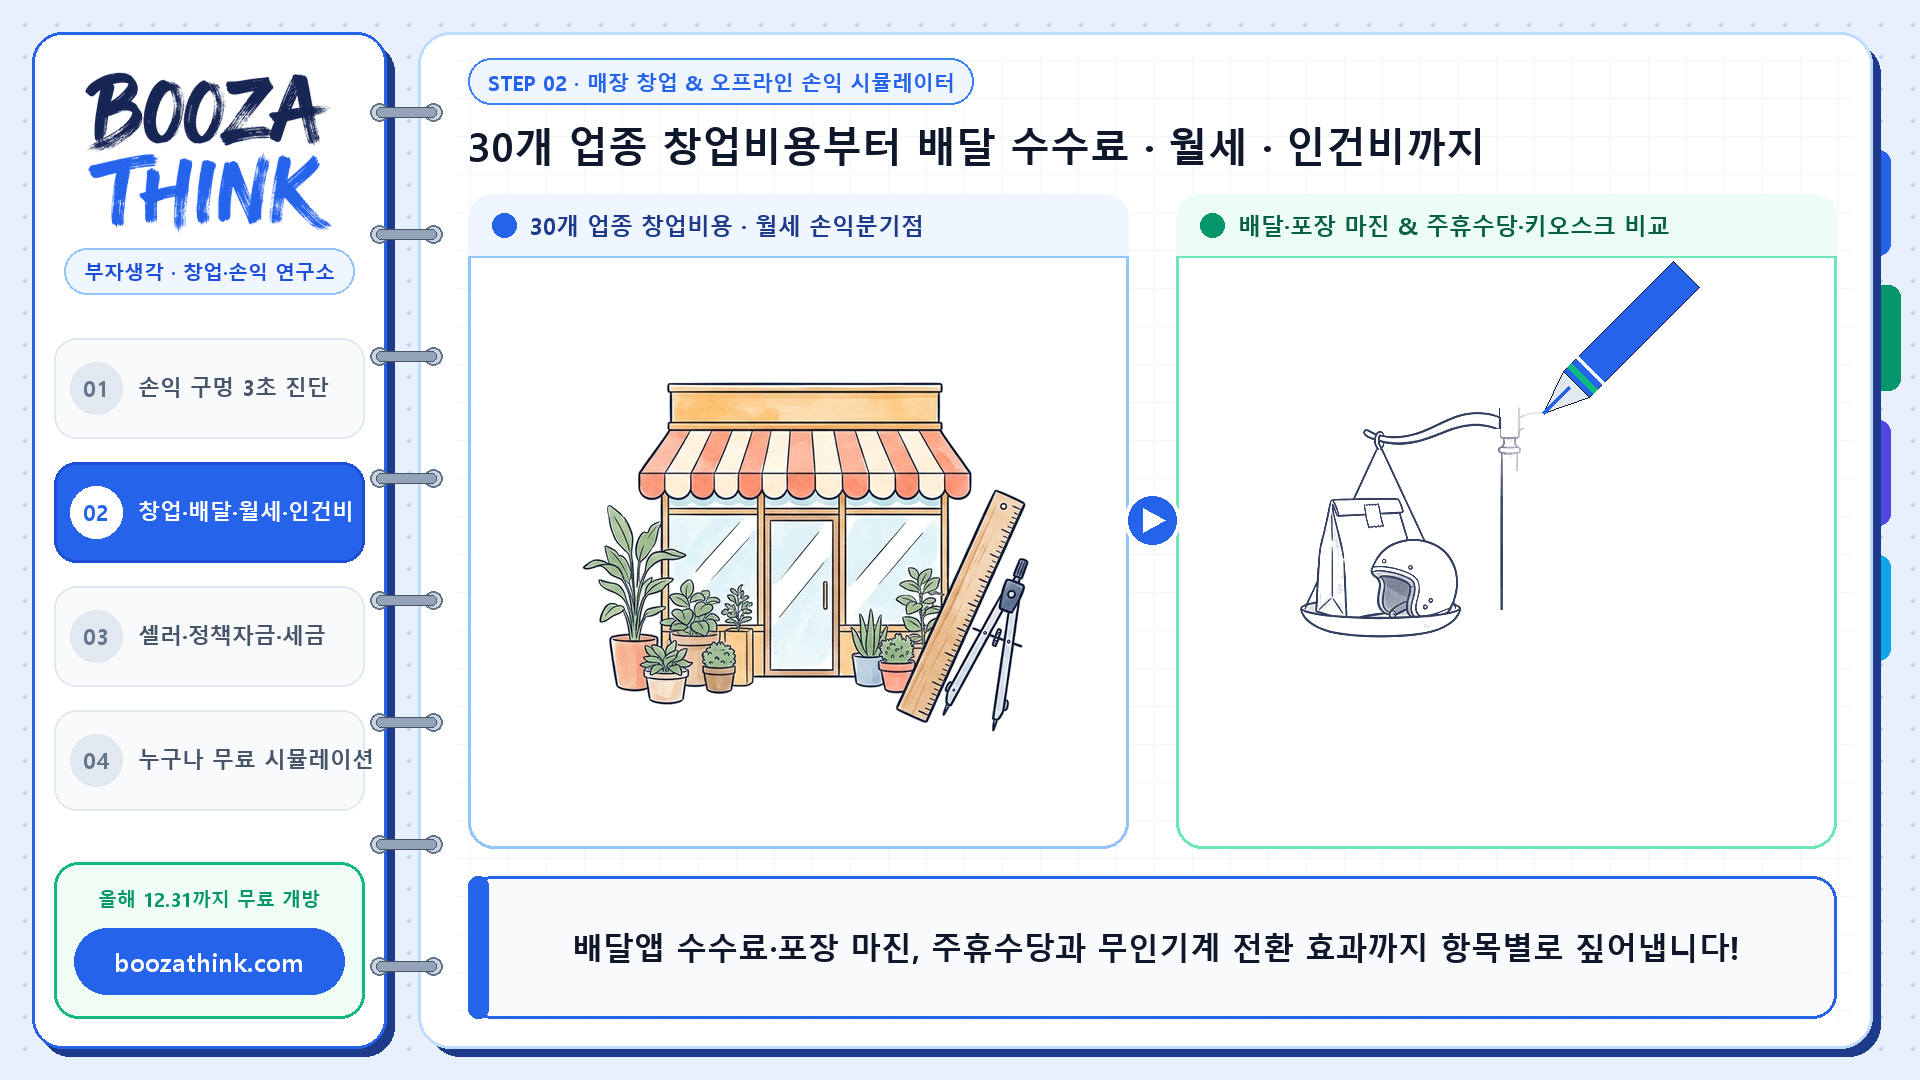 BOOZA
THINK
부자생각 · 창업·손익 연구소
01 손익 구멍 3초 진단
02 창업·배달·월세·인건비
03 셀러·정책자금·세금
04 누구나 무료 시뮬레이션
올해 12.31까지 무료 개방
boozathink.com
STEP 02 · 매장 창업 & 오프라인 손익 시뮬레이터
30개 업종 창업비용부터 배달 수수료 · 월세 · 인건비까지
30개 업종 창업비용 · 월세 손익분기점
배달·포장 마진 & 주휴수당·키오스크 비교
배달앱 수수료·포장 마진, 주휴수당과 무인기계 전환 효과까지 항목별로 짚어냅니다!